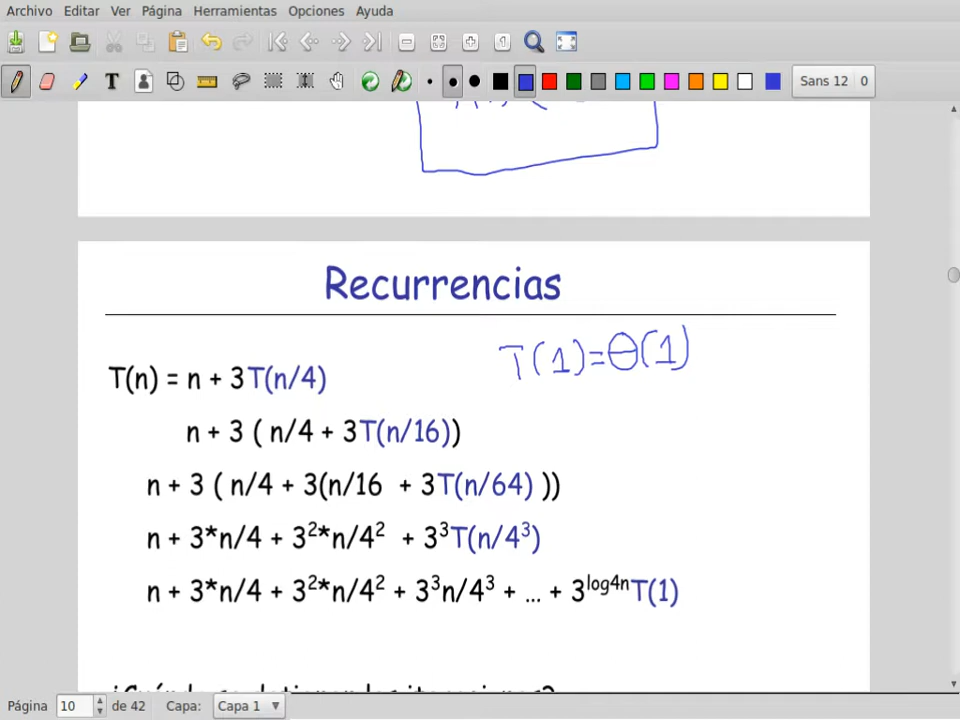 Archivo Editar Ver Página Herramientas Opciones Ayuda
T Sans 12 0
Recurrencias
T(1)=Θ(1)
T(n) = n + 3T(n/4)
n + 3 ( n/4 + 3T(n/16))
n + 3 ( n/4 + 3(n/16 + 3T(n/64) ))
n + 3*n/4 + 3²*n/4² + 3³T(n/4³)
n + 3*n/4 + 3²*n/4² + 3³n/4³ + ... + 3^log4n T(1)
Página 10 de 42 Capa: Capa 1